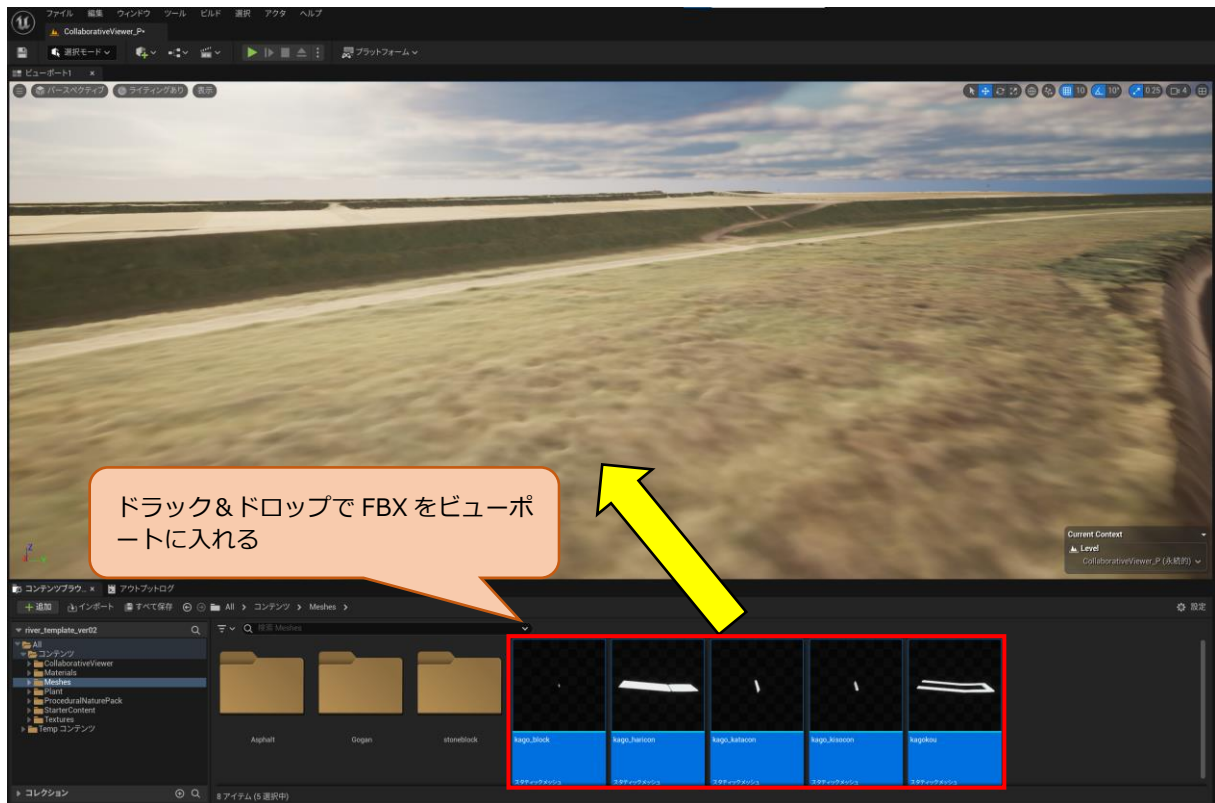 ファイル 編集 ウィンドウ ツール ビルド 選択 アクタ ヘルプ
CollaborativeViewer_P•
選択モード プラットフォーム
ビューポート1 ×
パースペクティブ ライティングあり 表示 10 10° 0.25 4
ドラック&ドロップで FBX をビューポ
ートに入れる
Current Context
Level
CollaborativeViewer_P (永続的)
コンテンツブラウ.. × アウトプットログ
+ 追加 インポート すべて保存 All > コンテンツ > Meshes > 設定
river_template_ver02 検索 Meshes
All
コンテンツ
CollaborativeViewer
Materials
Meshes
Plant
ProceduralNaturePack
StarterContent
Textures
Temp コンテンツ
Asphalt Gogan stoneblock kago_block kago_haricon kago_katacon kago_kisocon kagokou
スタティックメッシュ スタティックメッシュ スタティックメッシュ スタティックメッシュ スタティックメッシュ
コレクション 8 アイテム (5 選択中)